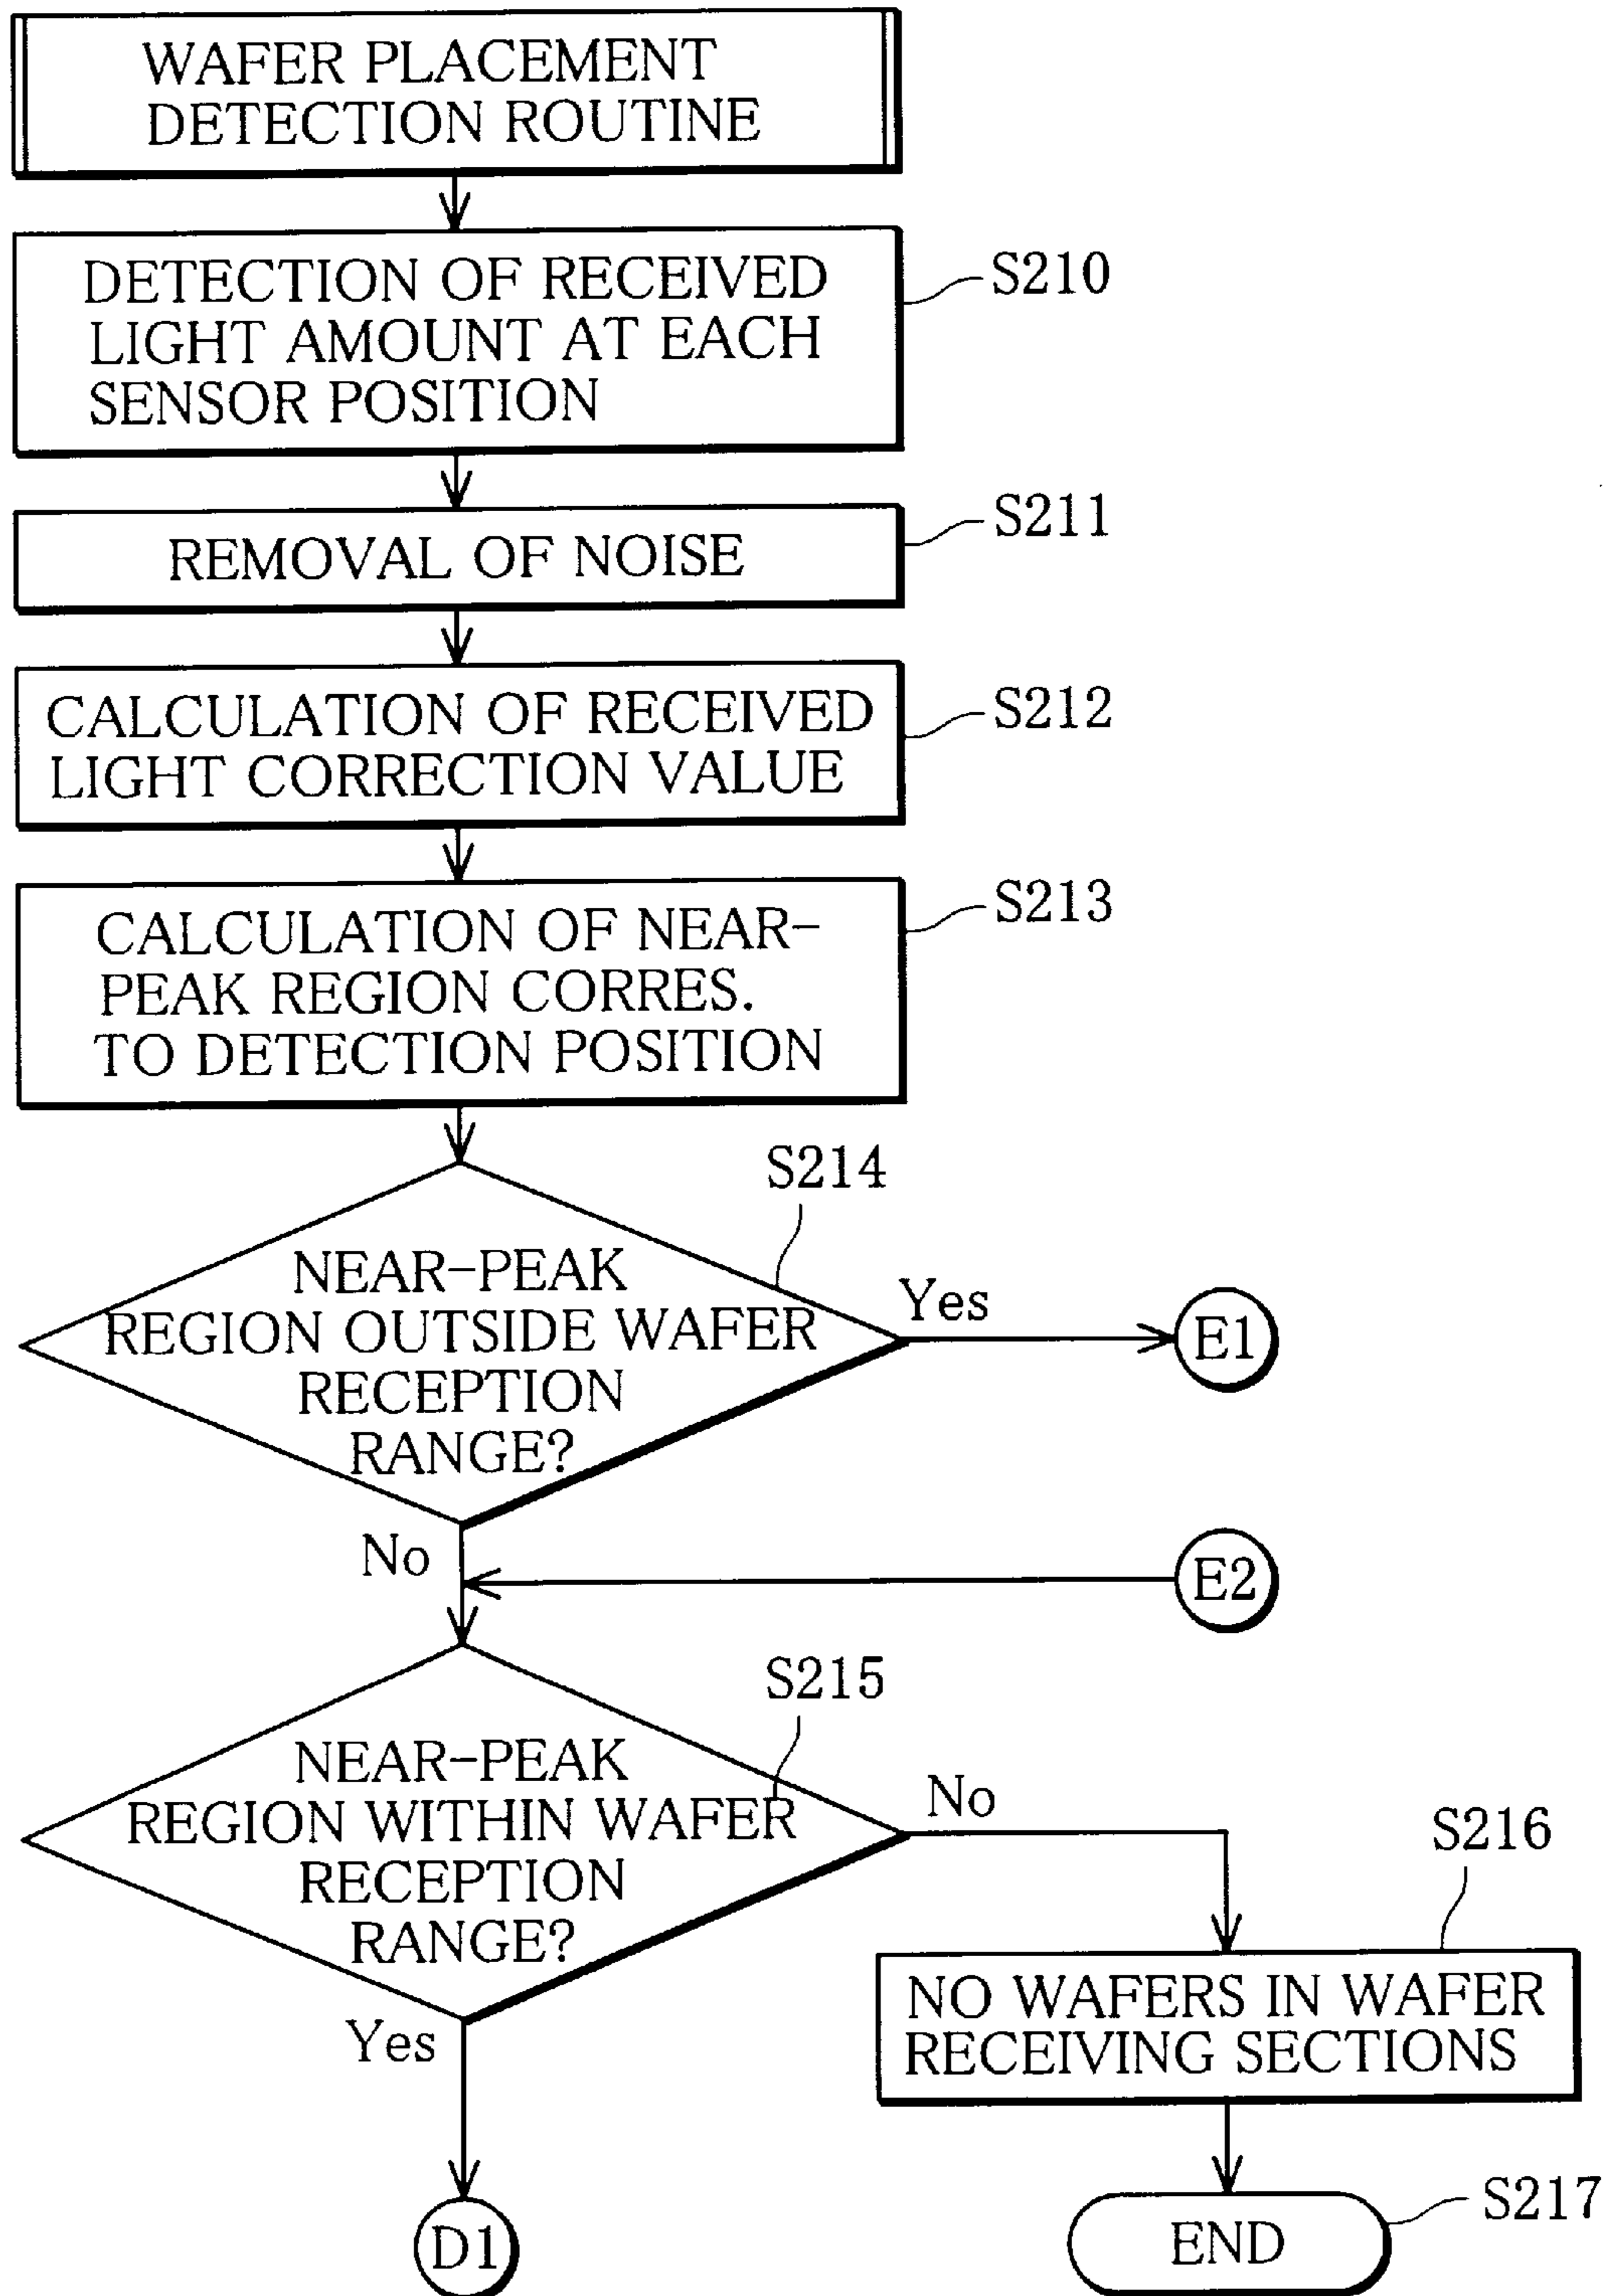 WAFER PLACEMENT
DETECTION ROUTINE
DETECTION OF RECEIVED
LIGHT AMOUNT AT EACH
SENSOR POSITION
S210
REMOVAL OF NOISE
S211
CALCULATION OF RECEIVED
LIGHT CORRECTION VALUE
S212
CALCULATION OF NEAR-
PEAK REGION CORRES.
TO DETECTION POSITION
S213
S214
NEAR-PEAK
REGION OUTSIDE WAFER
RECEPTION
RANGE?
Yes
E1
No
E2
S215
NEAR-PEAK
REGION WITHIN WAFER
RECEPTION
RANGE?
No
S216
NO WAFERS IN WAFER
RECEIVING SECTIONS
Yes
D1
END
S217